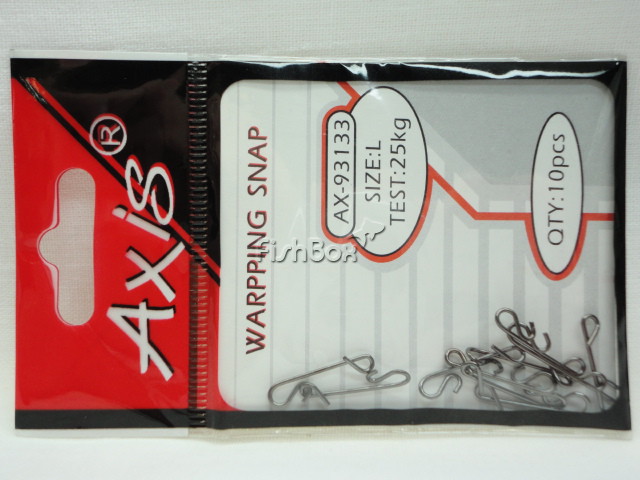 Axis®
WARPPING SNAP
AX-93133
SIZE:L
TEST:25kg
QTY:10pcs
FishBox